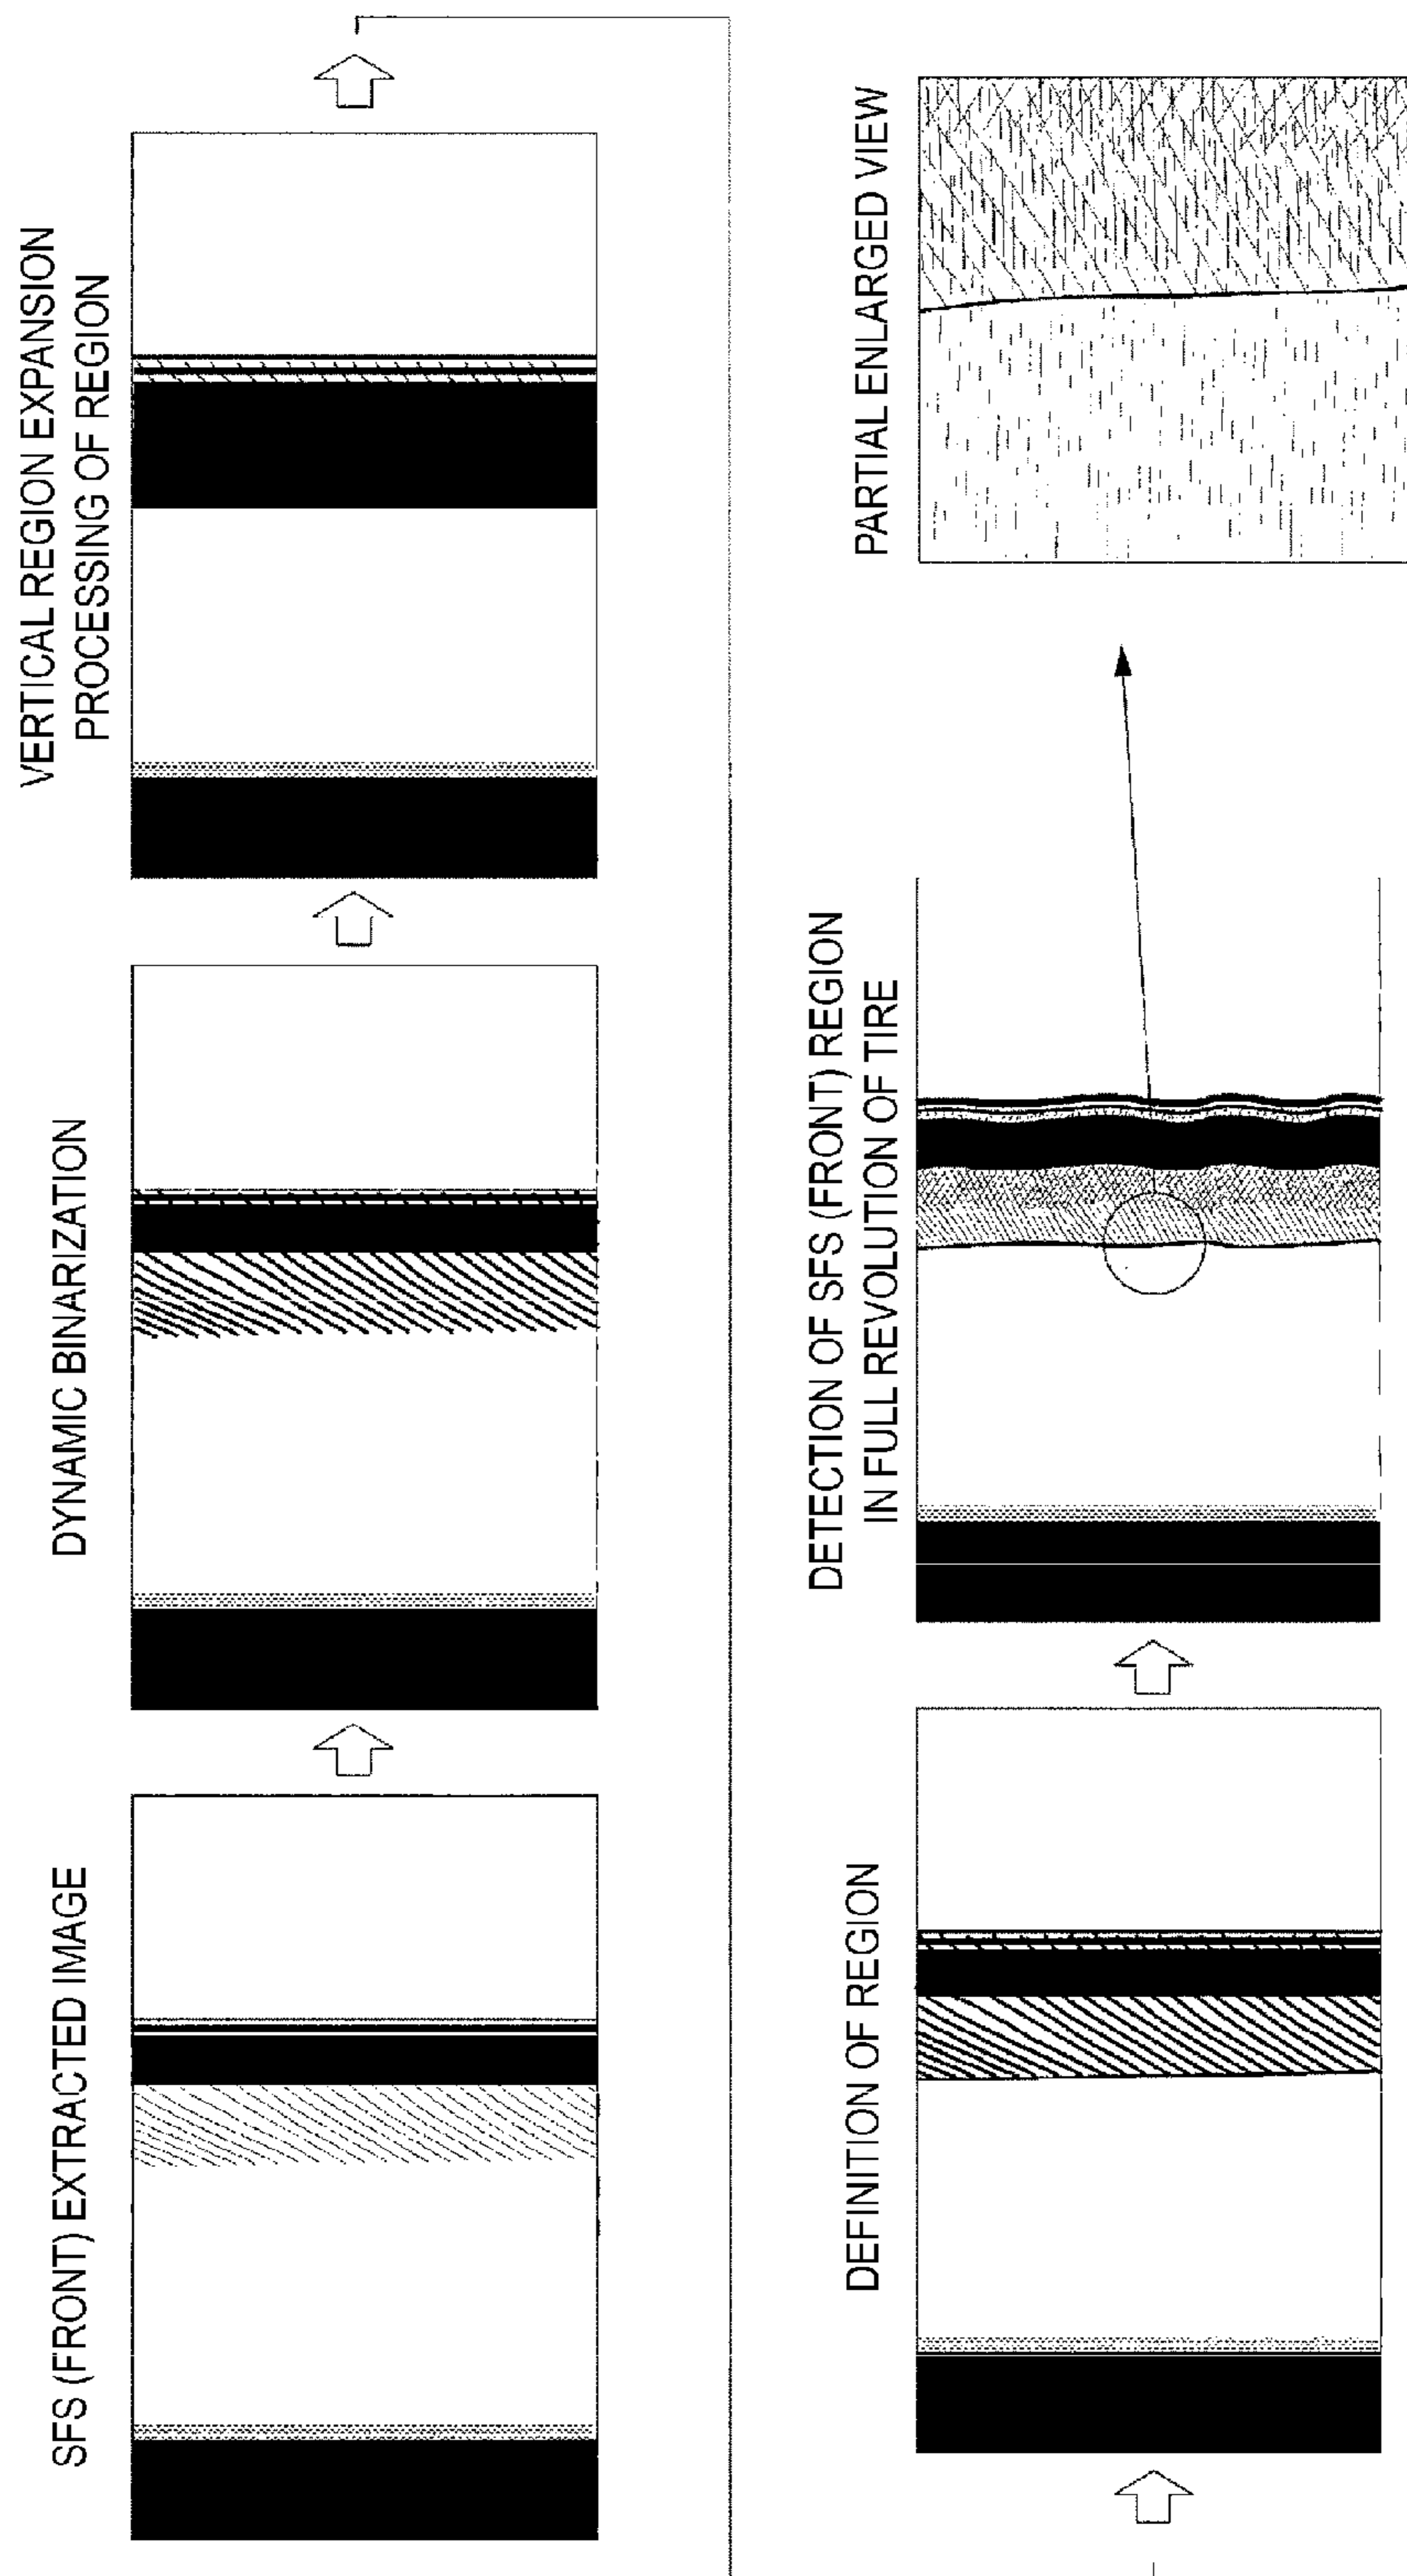 SFS (FRONT) EXTRACTED IMAGE
DYNAMIC BINARIZATION
VERTICAL REGION EXPANSION
PROCESSING OF REGION
DEFINITION OF REGION
DETECTION OF SFS (FRONT) REGION
IN FULL REVOLUTION OF TIRE
PARTIAL ENLARGED VIEW